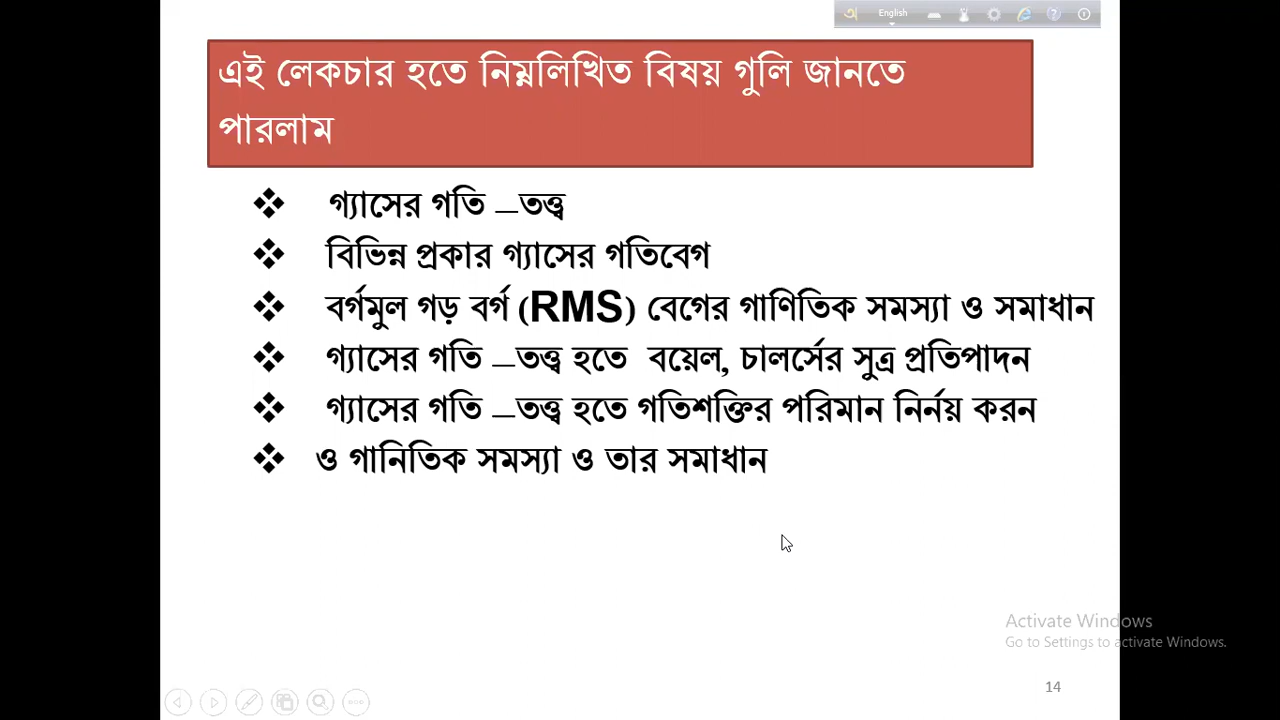 অ English
এই লেকচার হতে নিম্নলিখিত বিষয় গুলি জানতে
পারলাম
❖ গ্যাসের গতি –তত্ত্ব
❖ বিভিন্ন প্রকার গ্যাসের গতিবেগ
❖ বর্গমুল গড় বর্গ (RMS) বেগের গাণিতিক সমস্যা ও সমাধান
❖ গ্যাসের গতি –তত্ত্ব হতে বয়েল, চালর্সের সুত্র প্রতিপাদন
❖ গ্যাসের গতি –তত্ত্ব হতে গতিশক্তির পরিমান নির্নয় করন
❖ ও গানিতিক সমস্যা ও তার সমাধান
Activate Windows
Go to Settings to activate Windows.
14